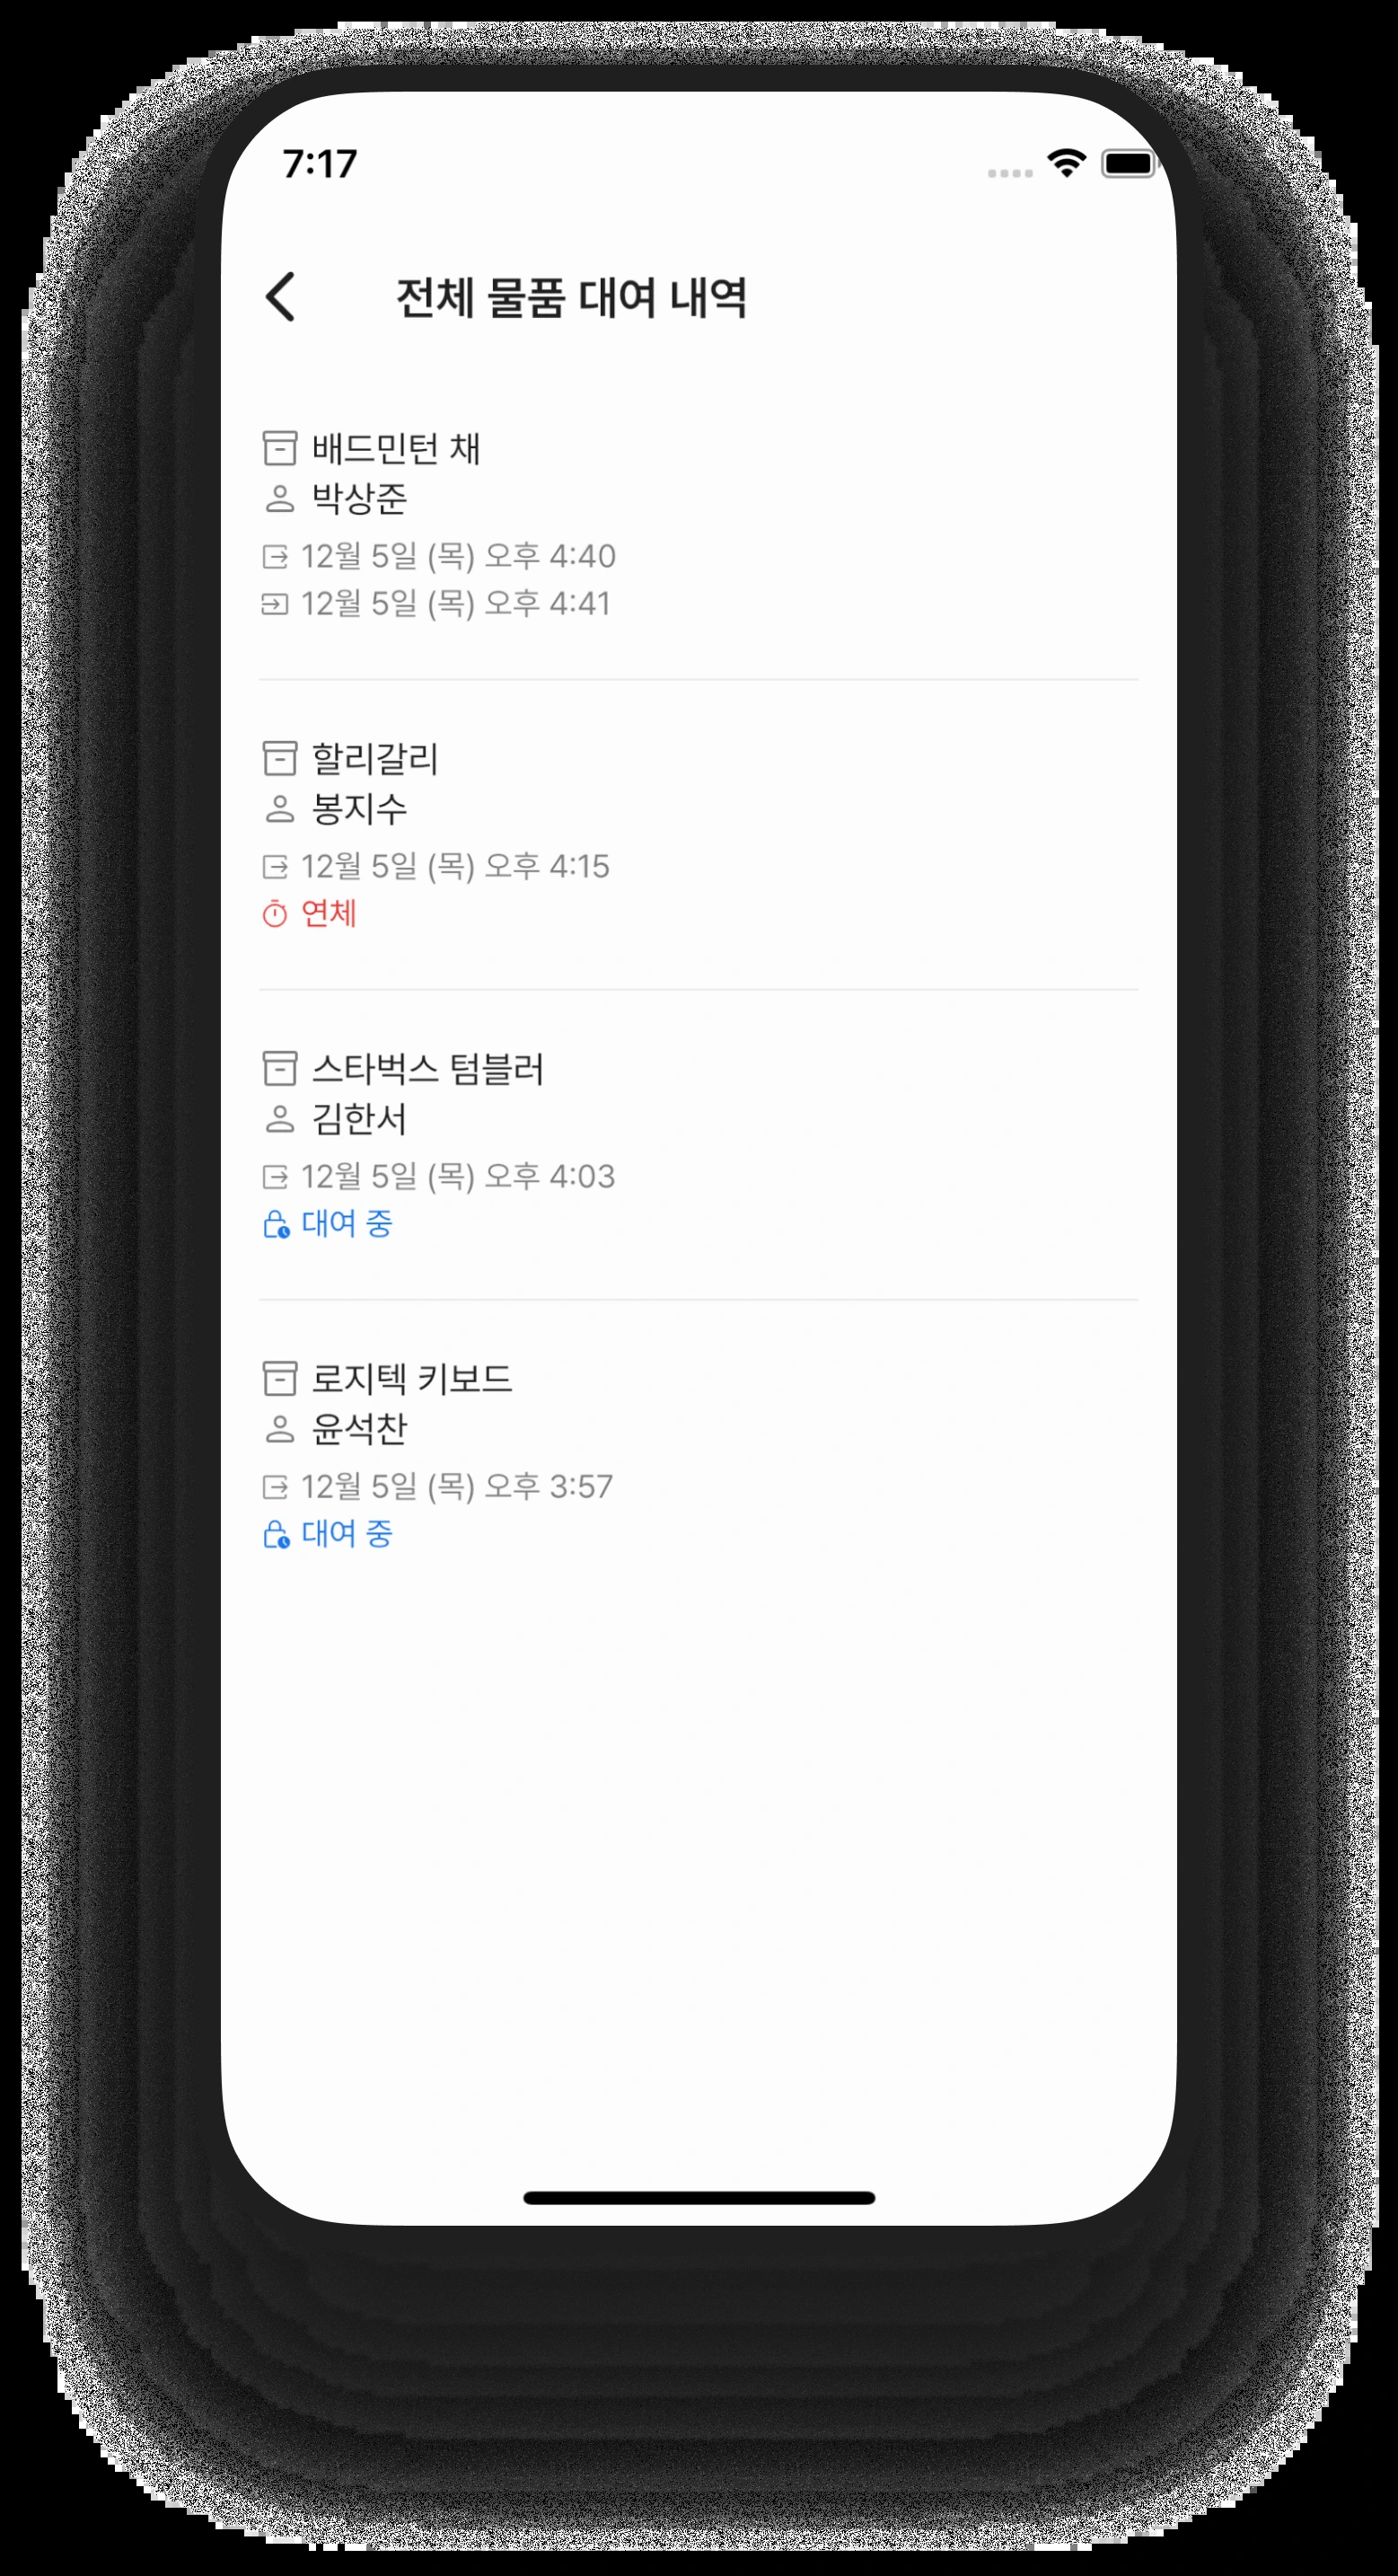 7:17
전체 물품 대여 내역
배드민턴 채
박상준
12월 5일 (목) 오후 4:40
12월 5일 (목) 오후 4:41
할리갈리
봉지수
12월 5일 (목) 오후 4:15
연체
스타벅스 텀블러
김한서
12월 5일 (목) 오후 4:03
대여 중
로지텍 키보드
윤석찬
12월 5일 (목) 오후 3:57
대여 중